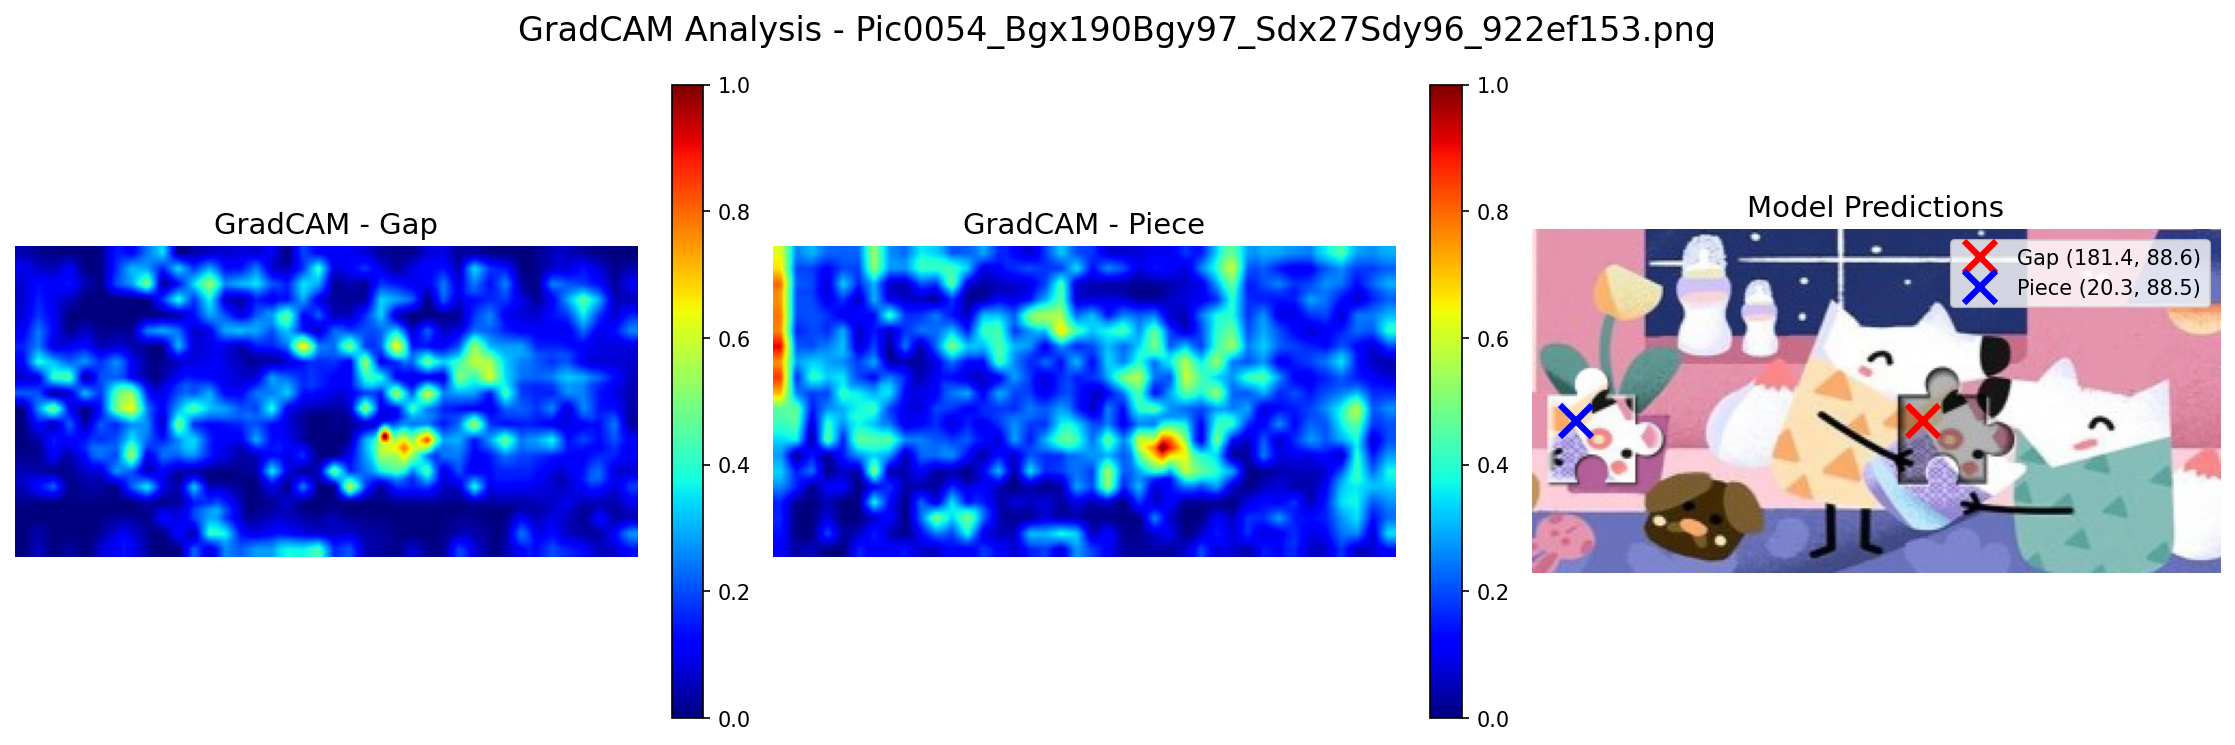 GradCAM Analysis - Pic0054_Bgx190Bgy97_Sdx27Sdy96_922ef153.png
GradCAM - Gap
1.0
0.8
0.6
0.4
0.2
0.0
GradCAM - Piece
1.0
0.8
0.6
0.4
0.2
0.0
Model Predictions
Gap (181.4, 88.6)
Piece (20.3, 88.5)